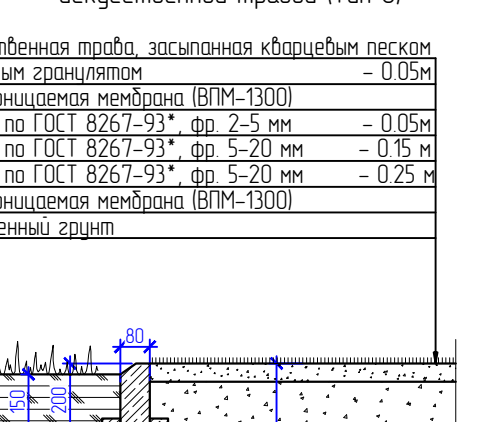 искусственной травой (Тип 6)
твенная трава, засыпанная кварцевым песком
ым гранулятом – 0.05м
оницаемая мембрана (ВПМ-1300)
по ГОСТ 8267-93*, фр. 2-5 мм – 0.05м
по ГОСТ 8267-93*, фр. 5-20 мм – 0.15 м
по ГОСТ 8267-93*, фр. 5-20 мм – 0.25 м
оницаемая мембрана (ВПМ-1300)
енный грунт
80
150
200